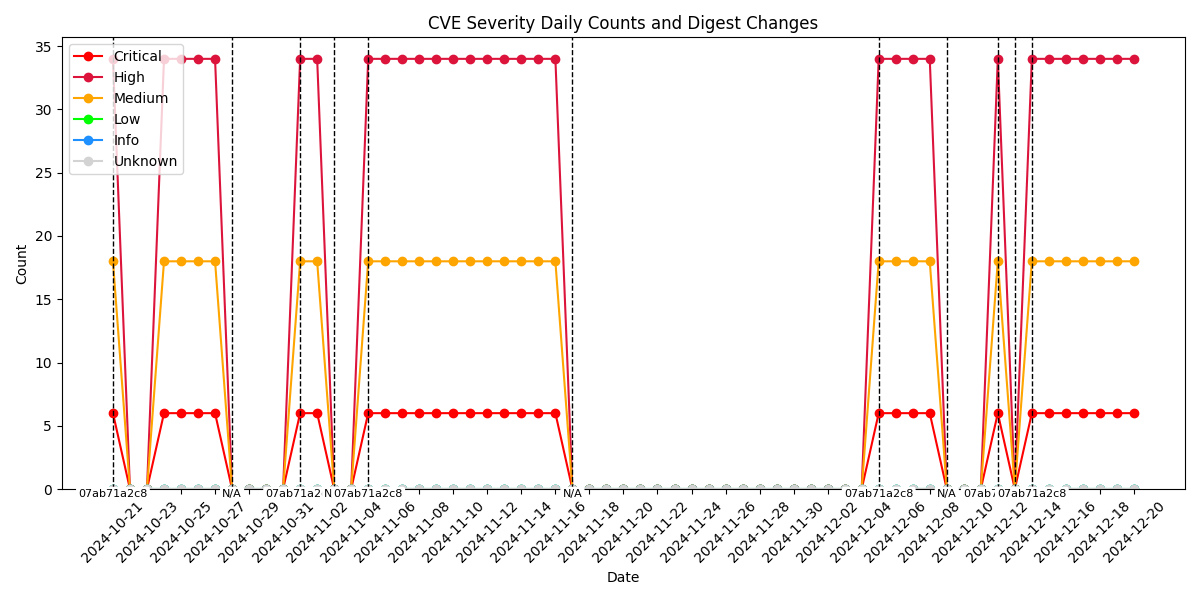 CVE Severity Daily Counts and Digest Changes
Critical
High
Medium
Low
Info
Unknown
Count
35
30
25
20
15
10
5
0
07ab71a2c8
N/A
07ab71a2
N
07ab71a2c8
N/A
07ab71a2c8
N/A
07ab7
07ab71a2c8
2024-10-21
2024-10-23
2024-10-25
2024-10-27
2024-10-29
2024-10-31
2024-11-02
2024-11-04
2024-11-06
2024-11-08
2024-11-10
2024-11-12
2024-11-14
2024-11-16
2024-11-18
2024-11-20
2024-11-22
2024-11-24
2024-11-26
2024-11-28
2024-11-30
2024-12-02
2024-12-04
2024-12-06
2024-12-08
2024-12-10
2024-12-12
2024-12-14
2024-12-16
2024-12-18
2024-12-20
Date